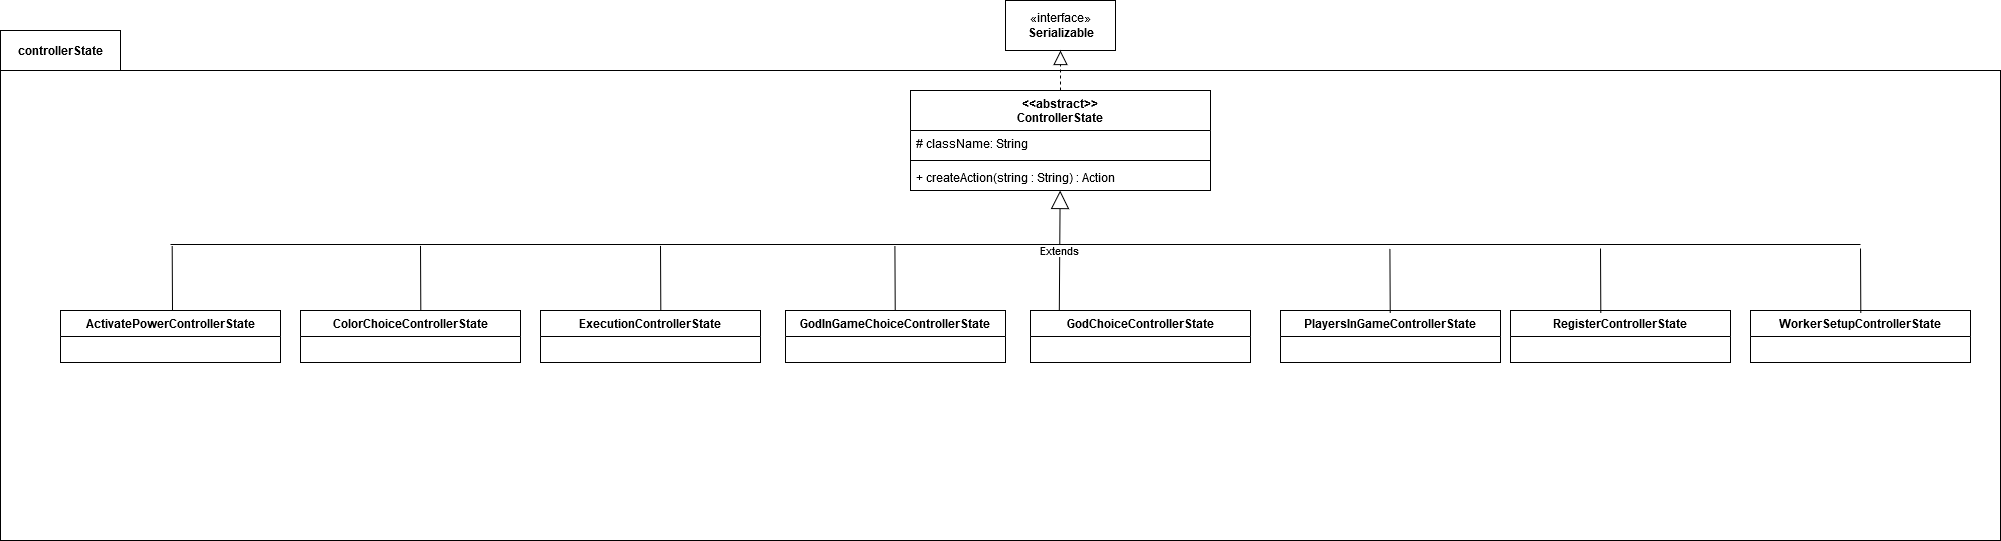 «interface»
Serializable
controllerState
<<abstract>>
ControllerState
# className: String
+ createAction(string : String) : Action
Extends
ActivatePowerControllerState
ColorChoiceControllerState
ExecutionControllerState
GodInGameChoiceControllerState
GodChoiceControllerState
PlayersInGameControllerState
RegisterControllerState
WorkerSetupControllerState